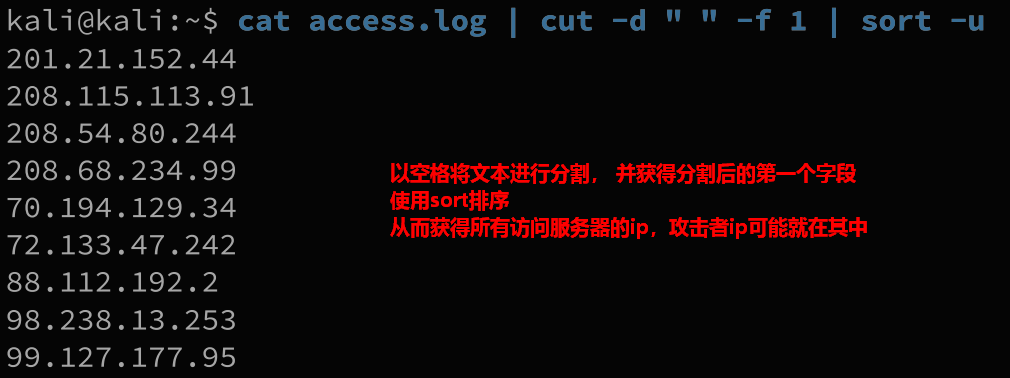 kali@kali:~$ cat access.log | cut -d " " -f 1 | sort -u
201.21.152.44
208.115.113.91
208.54.80.244
208.68.234.99
70.194.129.34
72.133.47.242
88.112.192.2
98.238.13.253
99.127.177.95
以空格将文本进行分割， 并获得分割后的第一个字段
使用sort排序
从而获得所有访问服务器的ip，攻击者ip可能就在其中